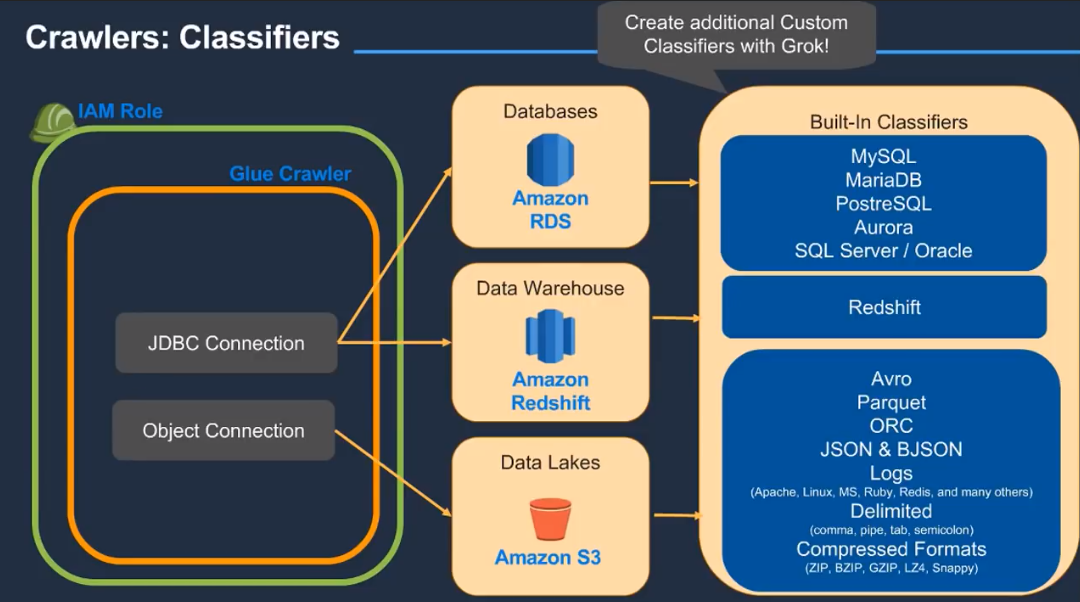 Crawlers: Classifiers
Create additional Custom
Classifiers with Grok!
IAM Role
Glue Crawler
JDBC Connection
Object Connection
Databases
Amazon
RDS
Data Warehouse
Amazon
Redshift
Data Lakes
Amazon S3
Built-In Classifiers
MySQL
MariaDB
PostreSQL
Aurora
SQL Server / Oracle
Redshift
Avro
Parquet
ORC
JSON & BJSON
Logs
(Apache, Linux, MS, Ruby, Redis, and many others)
Delimited
(comma, pipe, tab, semicolon)
Compressed Formats
(ZIP, BZIP, GZIP, LZ4, Snappy)